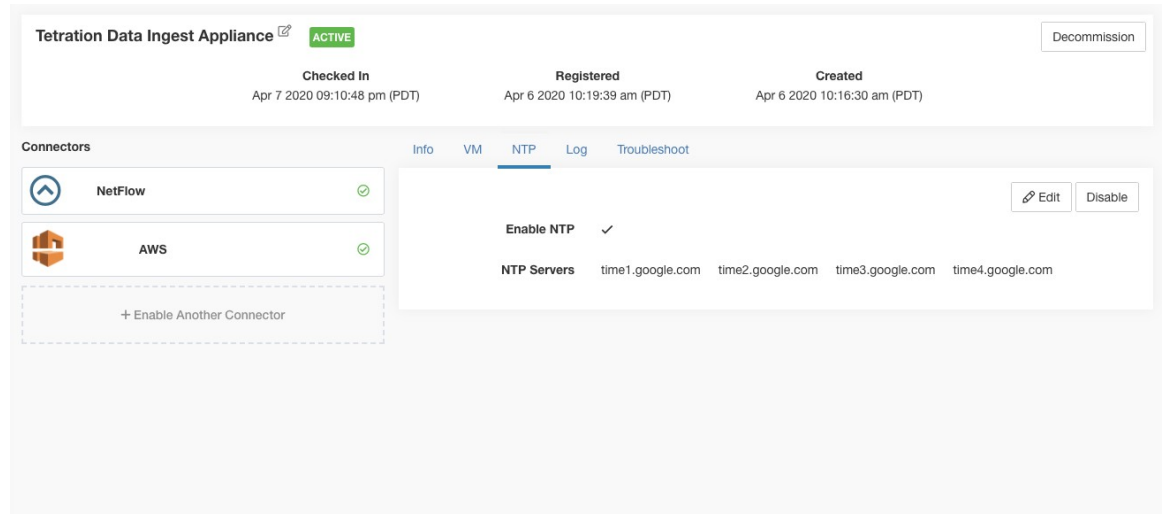 Tetration Data Ingest Appliance ACTIVE
Decommission
Checked In Registered Created
Apr 7 2020 09:10:48 pm (PDT) Apr 6 2020 10:19:39 am (PDT) Apr 6 2020 10:16:30 am (PDT)
Connectors
NetFlow
AWS
+ Enable Another Connector
Info VM NTP Log Troubleshoot
Edit Disable
Enable NTP ✓
NTP Servers time1.google.com time2.google.com time3.google.com time4.google.com